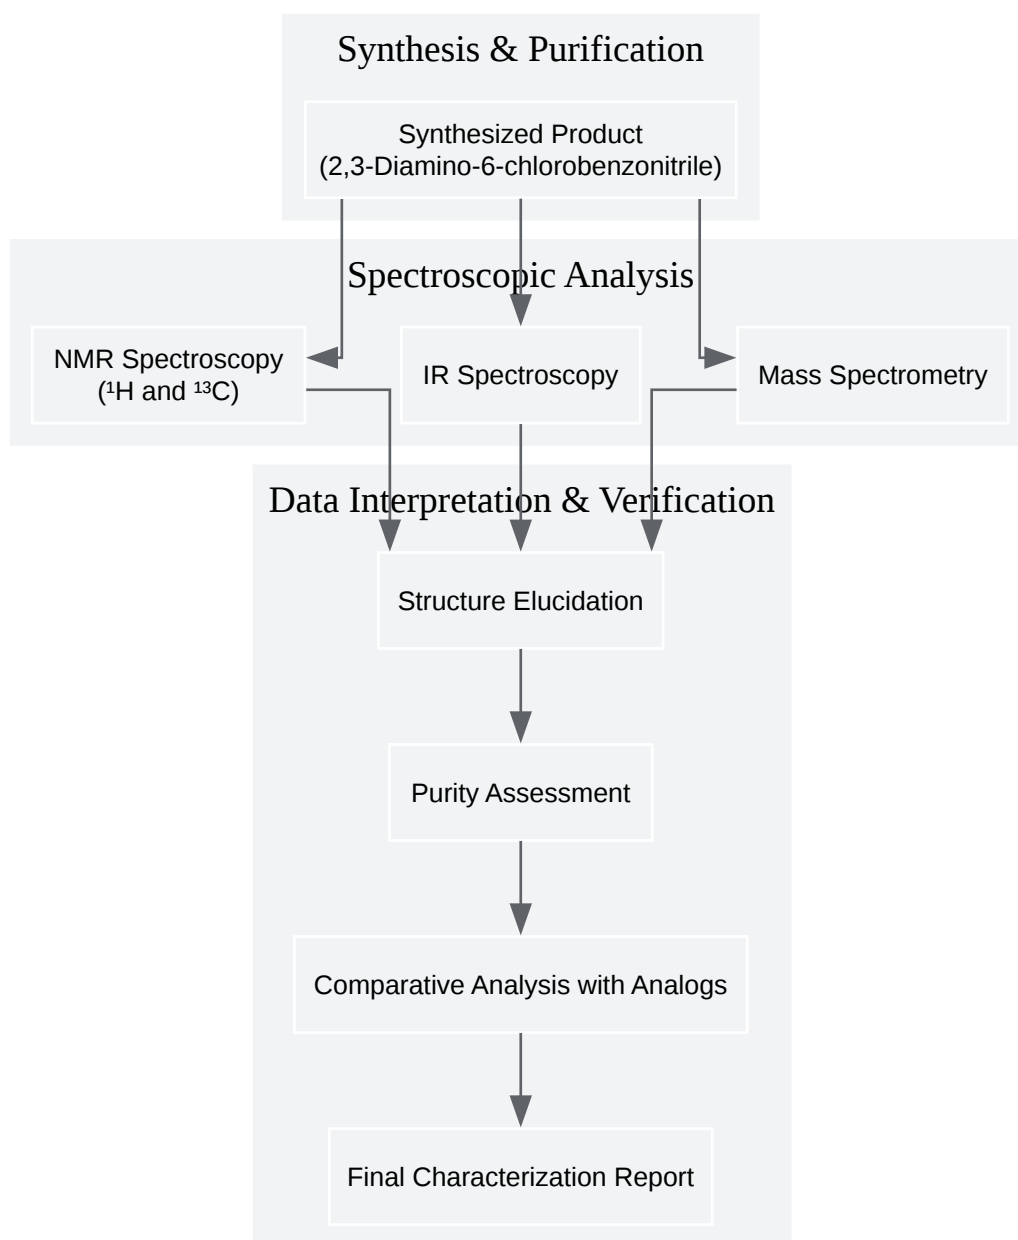 Synthesis & Purification
Synthesized Product
(2,3-Diamino-6-chlorobenzonitrile)
Spectroscopic Analysis
NMR Spectroscopy
(¹H and ¹³C)
IR Spectroscopy
Mass Spectrometry
Data Interpretation & Verification
Structure Elucidation
Purity Assessment
Comparative Analysis with Analogs
Final Characterization Report